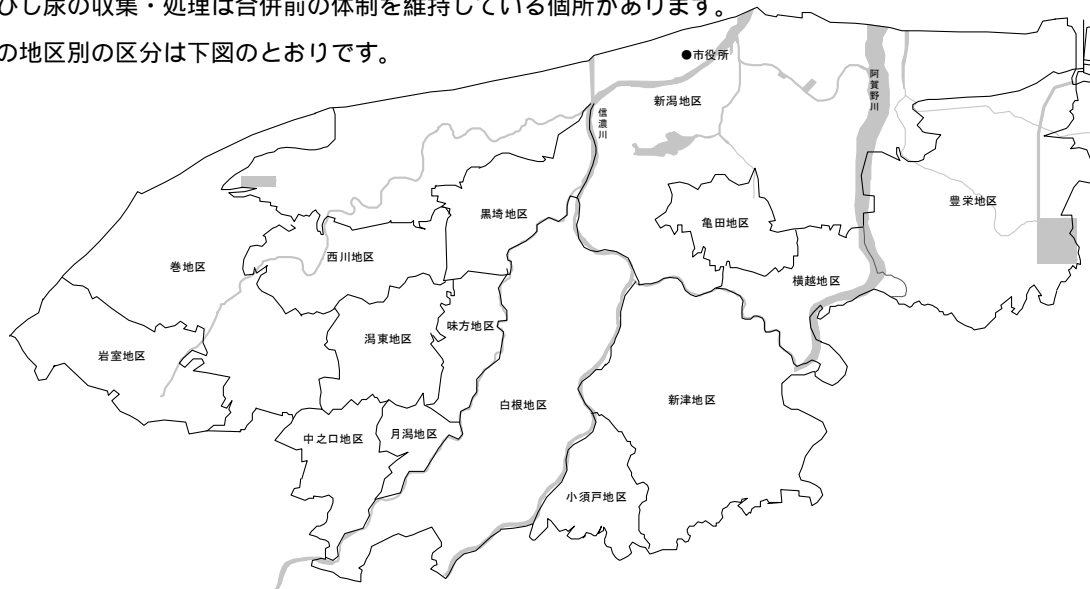 びし尿の収集・処理は合併前の体制を維持している個所があります。
の地区別の区分は下図のとおりです。
●市役所
阿賀野川
新潟地区
信濃川
豊栄地区
黒埼地区
亀田地区
西川地区
巻地区
横越地区
味方地区
潟東地区
岩室地区
新津地区
白根地区
月潟地区
中之口地区
小須戸地区